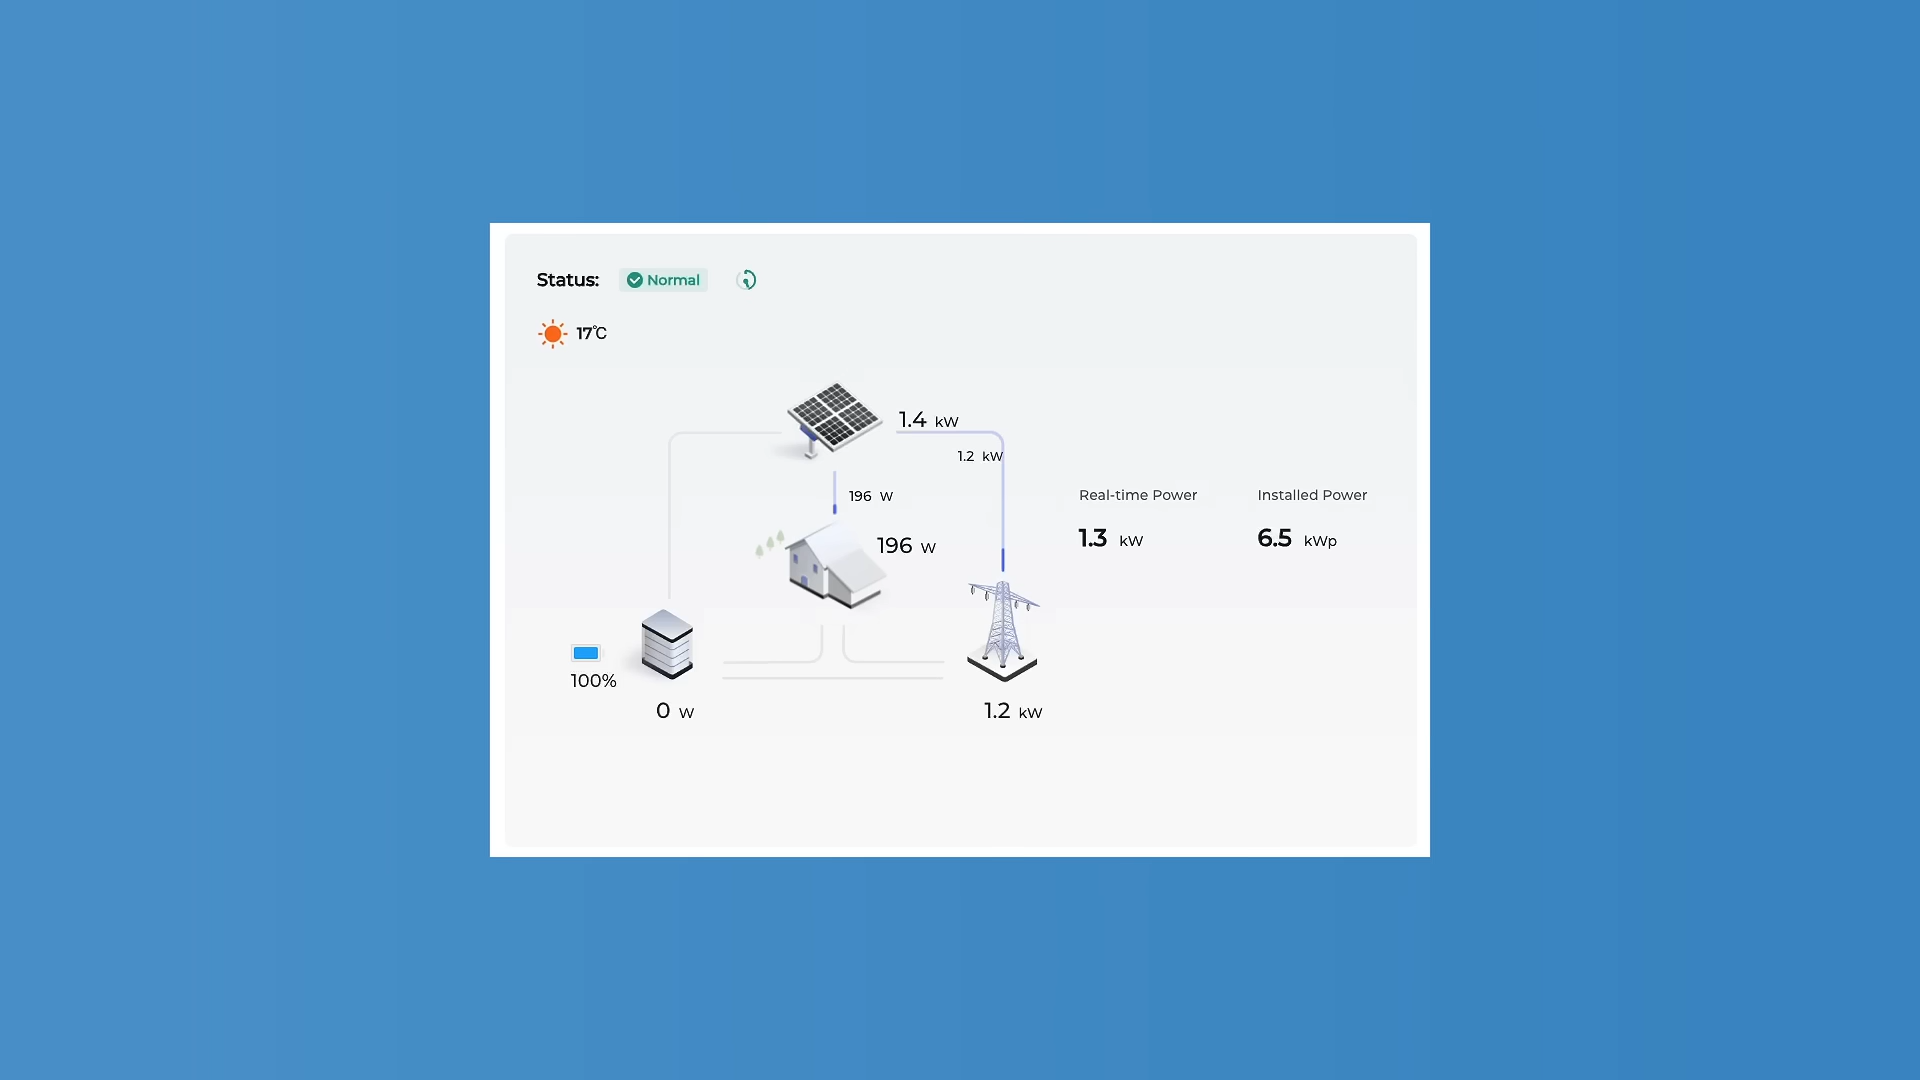 Status: Normal
17℃
1.4 kW
1.2 kW
196 W
Real-time Power Installed Power
1.3 kW 6.5 kWp
196 W
100%
0 W 1.2 kW